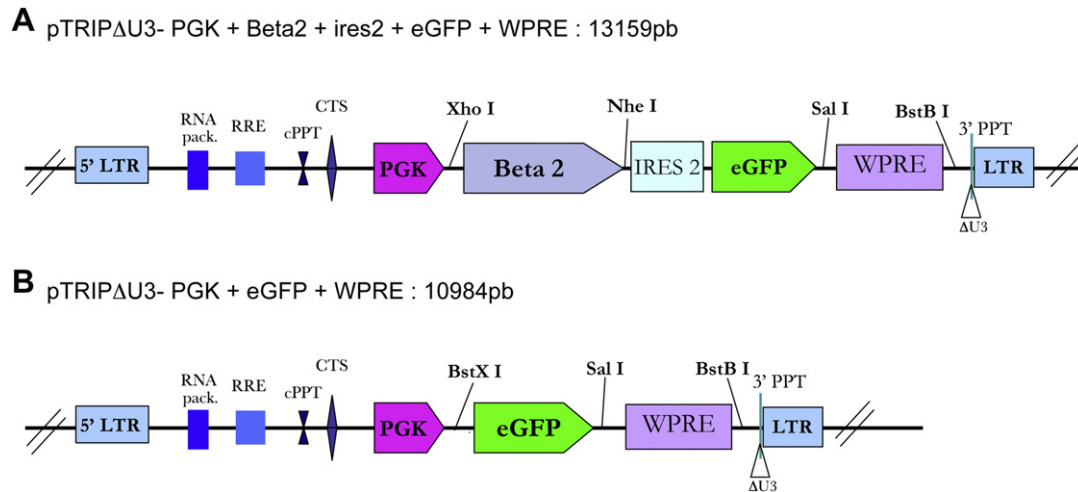 A pTRIPΔU3- PGK + Beta2 + ires2 + eGFP + WPRE : 13159pb
CTS
Xho I
Nhe I
Sal I
BstB I
RNA
pack.
RRE
cPPT
3' PPT
5' LTR
PGK
Beta 2
IRES 2
eGFP
WPRE
LTR
ΔU3
B pTRIPΔU3- PGK + eGFP + WPRE : 10984pb
CTS
BstX I
Sal I
BstB I
RNA
pack.
RRE
cPPT
3' PPT
5' LTR
PGK
eGFP
WPRE
LTR
ΔU3